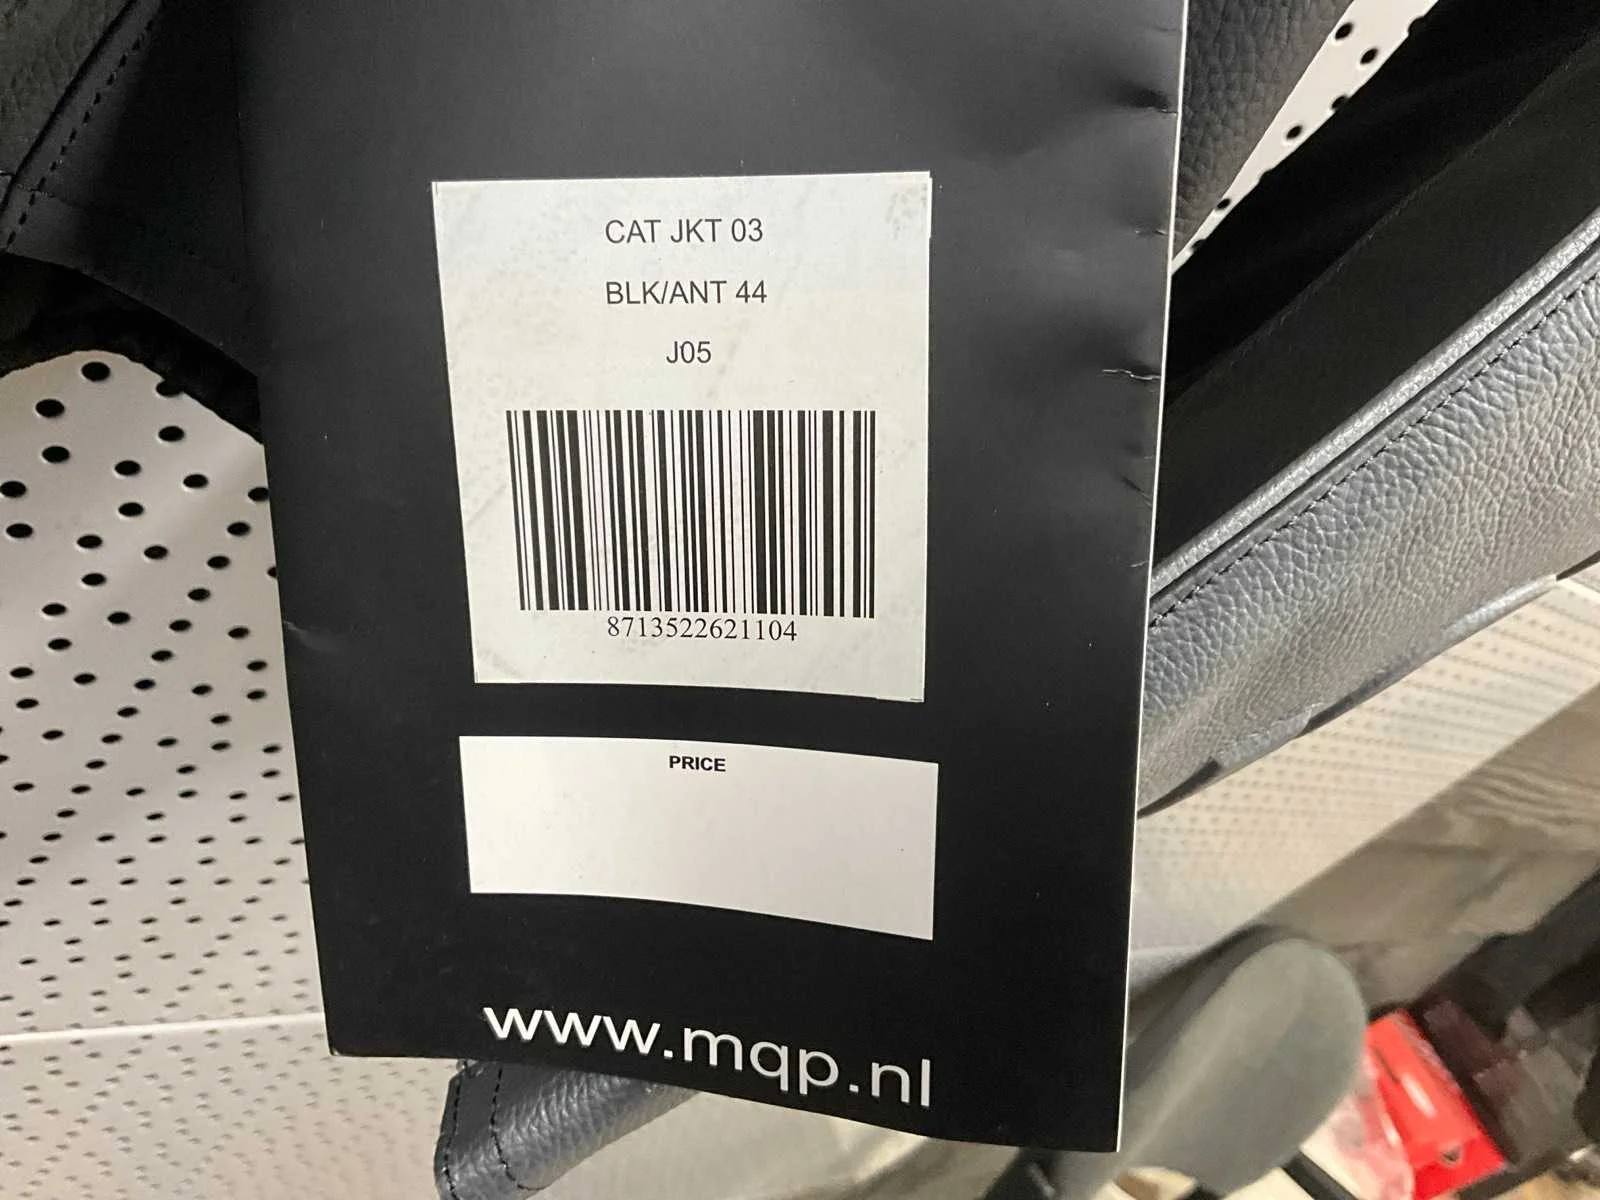 CAT JKT 03
BLK/ANT 44
J05
8713522621104
PRICE
www.mqp.nl